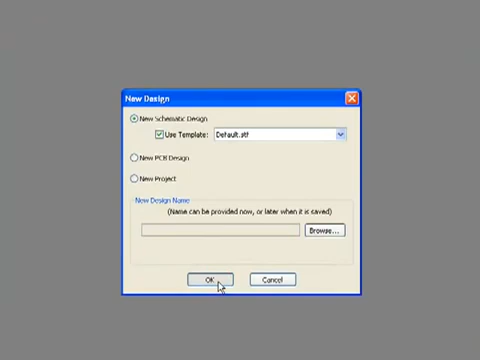 New Design
New Schematic Design
Use Template: Default.stt
New PCB Design
New Project
New Design Name
(Name can be provided now, or later when it is saved)
Browse...
OK Cancel